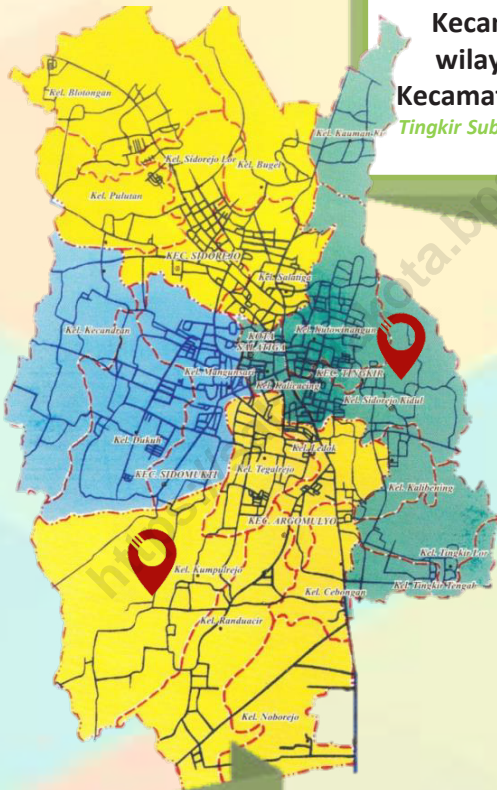 Kecam
wilay
Kecamat
Tingkir Sub
Kel. Blotongan
Kel. Kauman Ki
Kel. Sidorejo Lor
Kel. Bugel
Kel. Pulutan
KEC. SIDOREJO
Kel. Salatiga
Kel. Kecandran
KOTA
SALATIGA
Kel. Kutowinangun
Kel. Mangunsari
KEC. TINGKIR
Kel. Kalicacing
Kel. Sidorejo Kidul
Kel. Dukuh
Kel. Ledok
Kel. Tegalrejo
KEC. SIDOMUKTI
Kel. Kalibening
KEC. ARGOMULYO
Kel. Tingkir Lor
Kel. Kumpulrejo
Kel. Tingkir Tengah
Kel. Cebongan
Kel. Randuacir
Kel. Noborejo